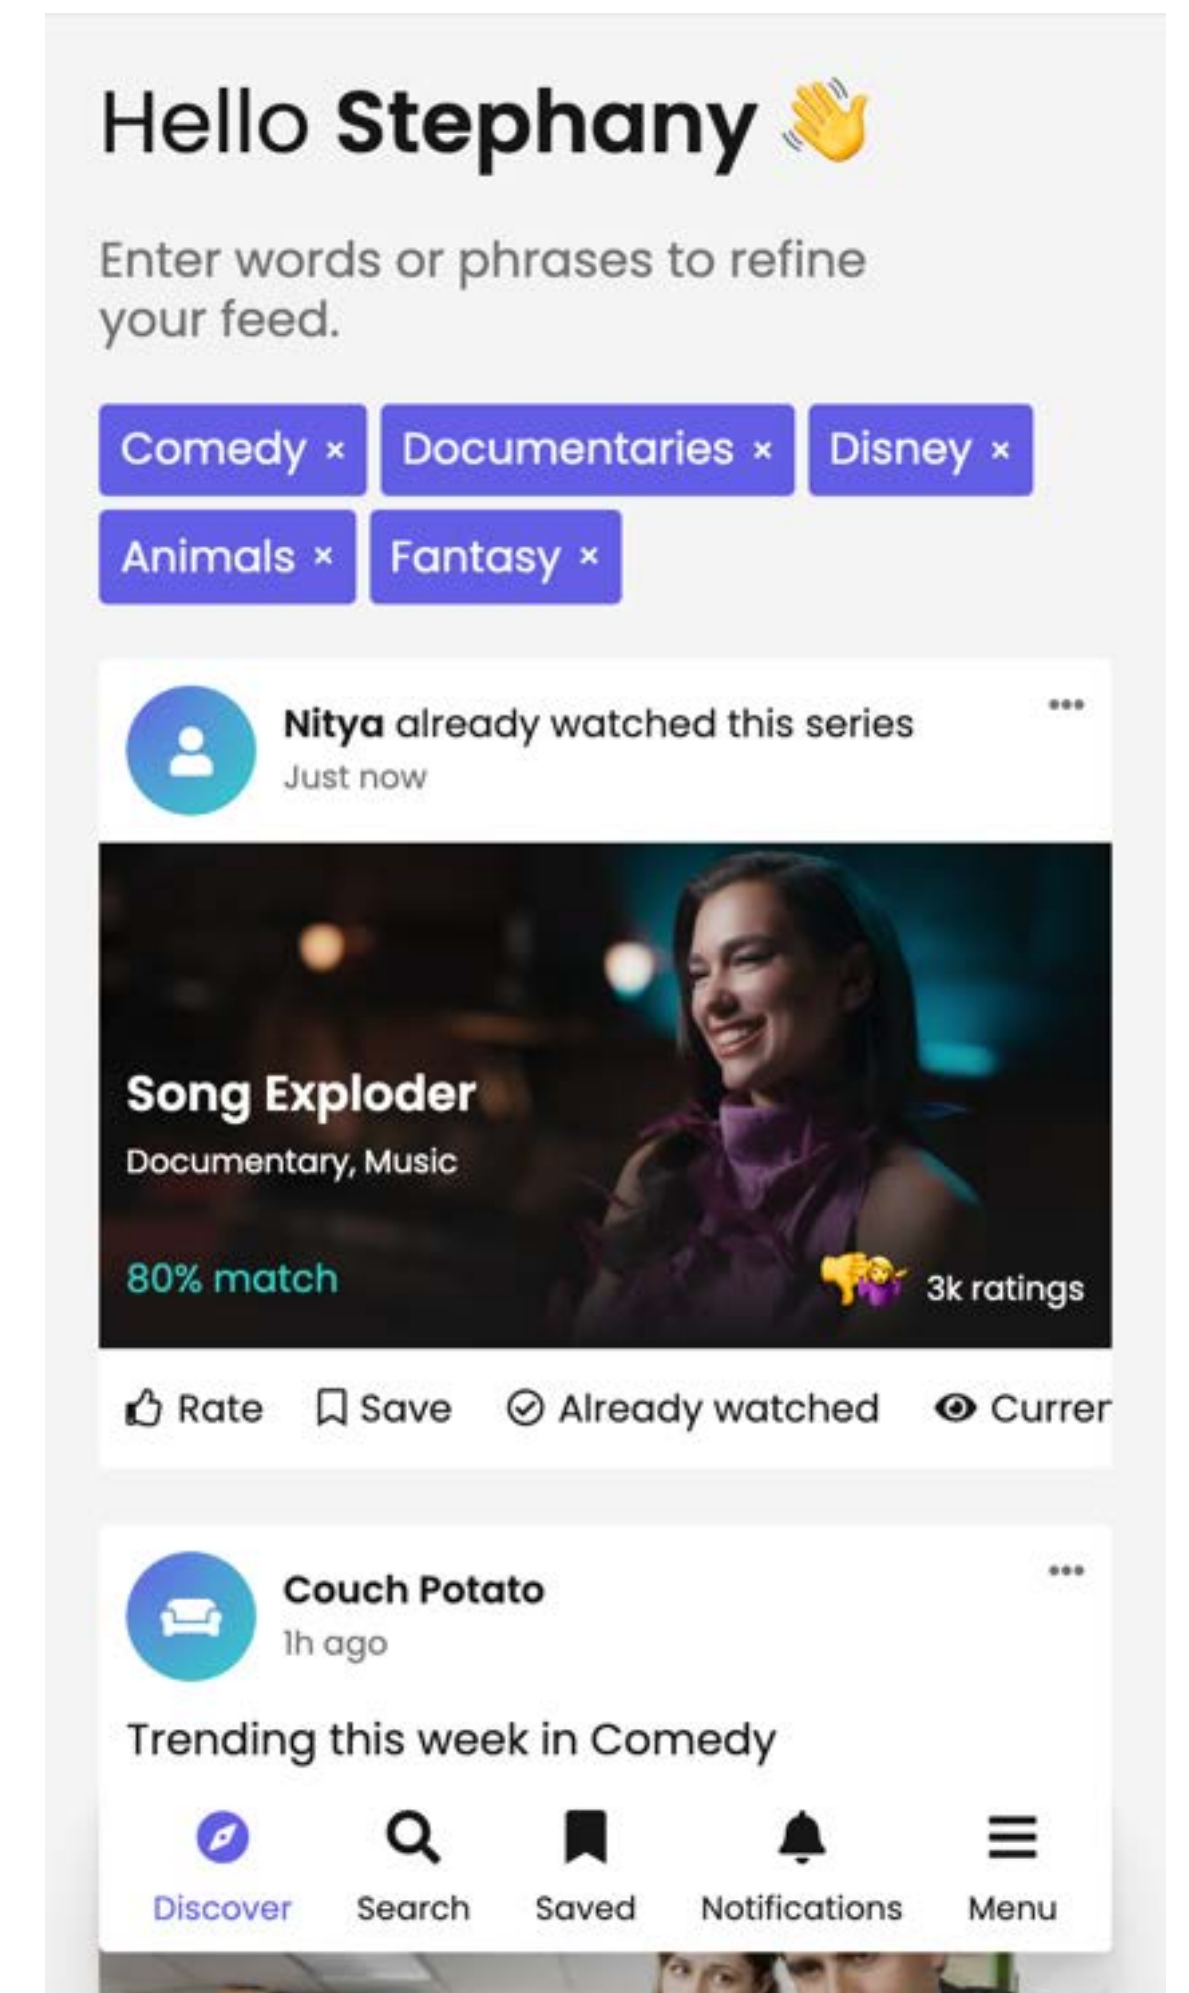 Hello Stephany 👋
Enter words or phrases to refine
your feed.
Comedy × Documentaries × Disney ×
Animals × Fantasy ×
Nitya already watched this series
Just now
Song Exploder
Documentary, Music
80% match
3k ratings
Rate Save Already watched Curren
Couch Potato
1h ago
Trending this week in Comedy
Discover Search Saved Notifications Menu